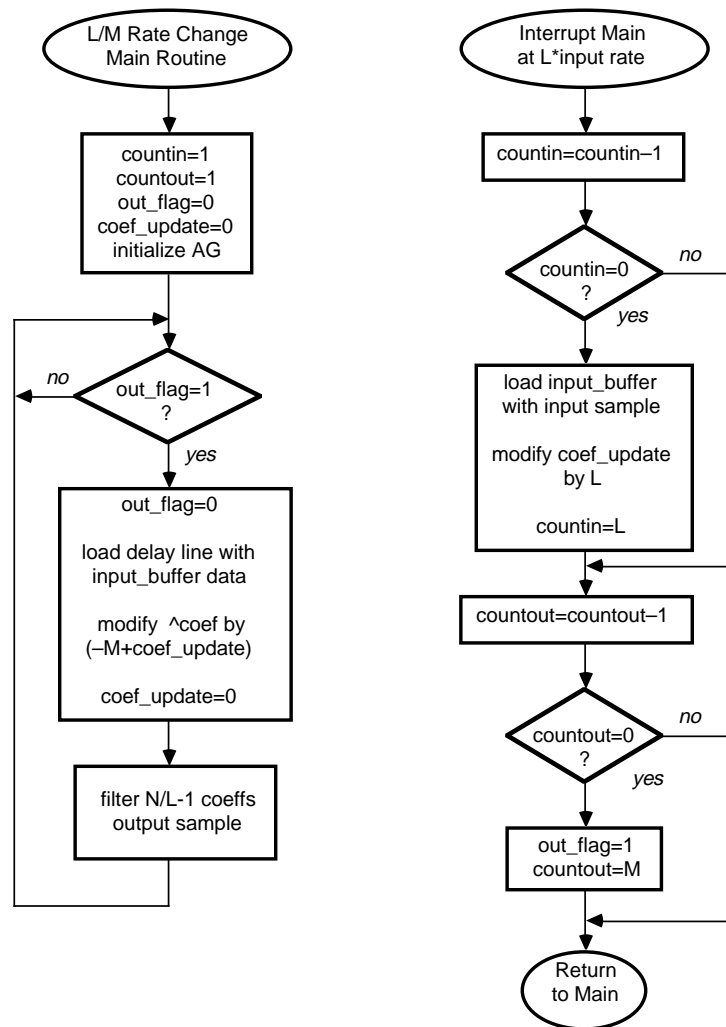 L/M Rate Change
Main Routine
countin=1
countout=1
out_flag=0
coef_update=0
initialize AG
no
out_flag=1
?
yes
out_flag=0
load delay line with
input_buffer data
modify ^coef by
(–M+coef_update)
coef_update=0
filter N/L-1 coeffs
output sample
Interrupt Main
at L*input rate
countin=countin–1
countin=0
?
no
yes
load input_buffer
with input sample
modify coef_update
by L
countin=L
countout=countout–1
countout=0
?
no
yes
out_flag=1
countout=M
Return
to Main